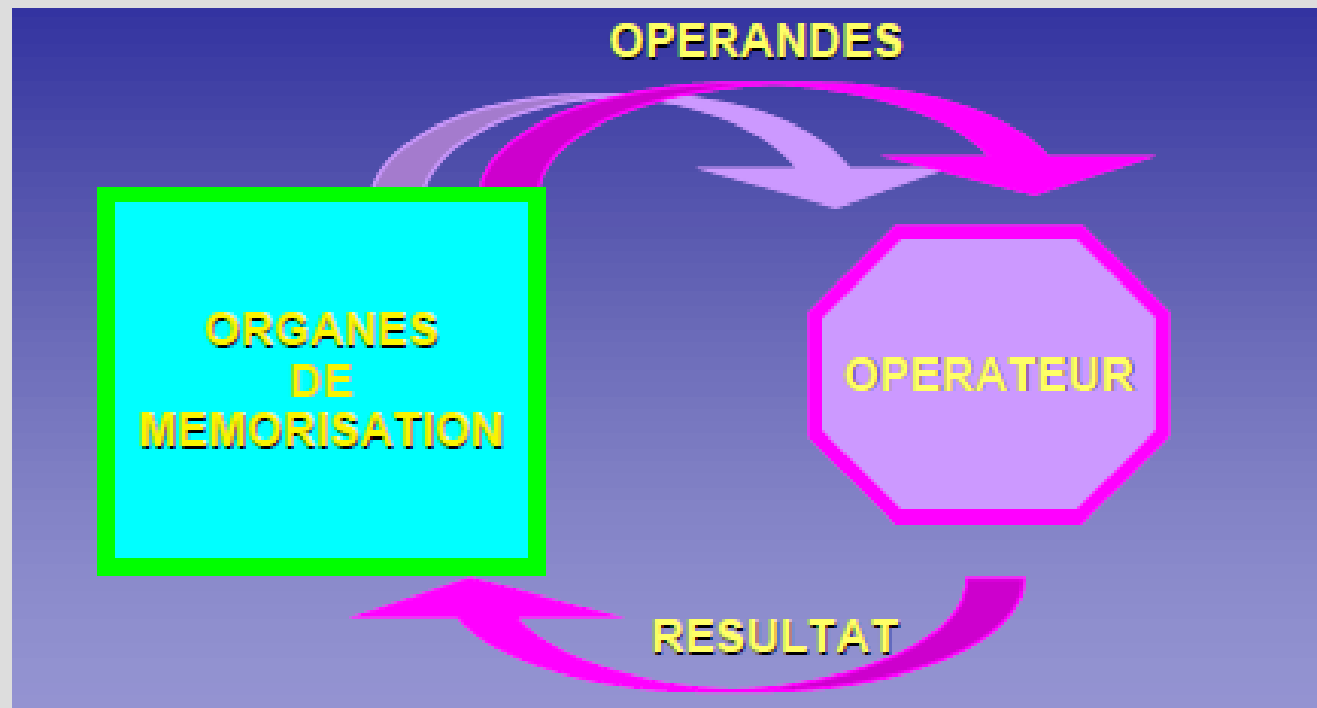 OPERANDES
ORGANES
DE
MEMORISATION
OPERATEUR
RESULTAT